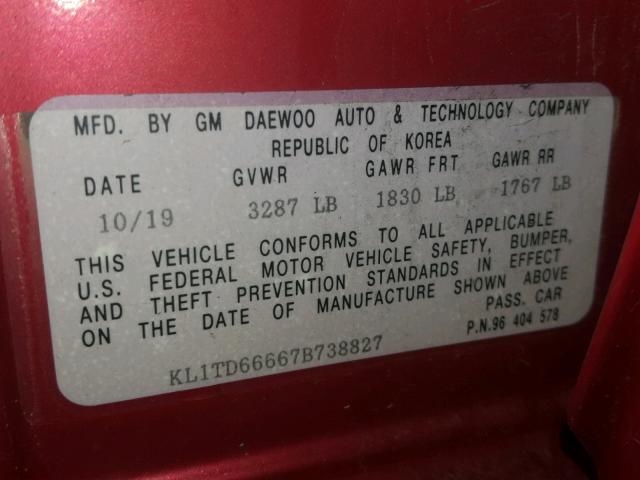 MFD. BY GM DAEWOO AUTO & TECHNOLOGY COMPANY
REPUBLIC OF KOREA
DATE GVWR GAWR FRT GAWR RR
10/19 3287 LB 1830 LB 1767 LB
THIS VEHICLE CONFORMS TO ALL APPLICABLE
U.S. FEDERAL MOTOR VEHICLE SAFETY, BUMPER,
AND THEFT PREVENTION STANDARDS IN EFFECT
ON THE DATE OF MANUFACTURE SHOWN ABOVE
PASS. CAR
P.N.96 404 578
KL1TD66667B738827